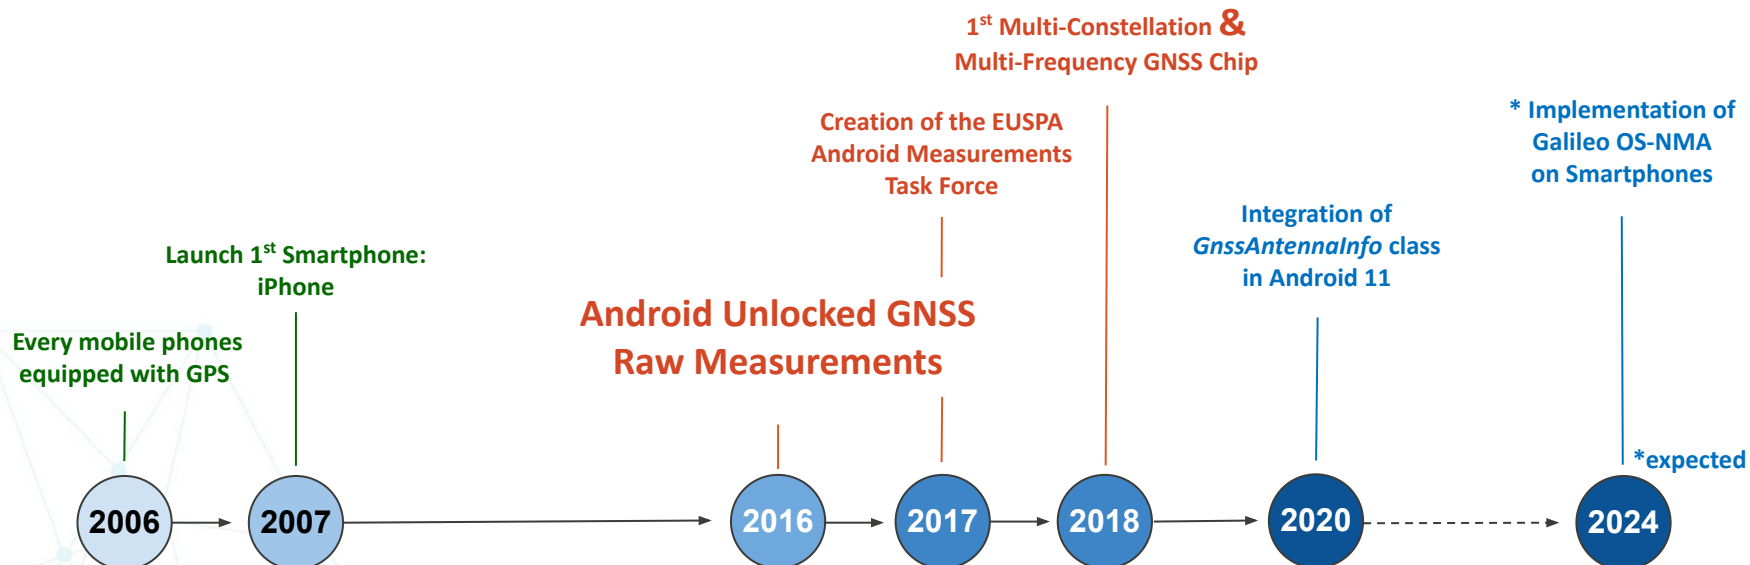 1st Multi-Constellation &
Multi-Frequency GNSS Chip
Creation of the EUSPA
Android Measurements
Task Force
* Implementation of
Galileo OS-NMA
on Smartphones
Launch 1st Smartphone:
iPhone
Integration of
GnssAntennaInfo class
in Android 11
Every mobile phones
equipped with GPS
Android Unlocked GNSS
Raw Measurements
*expected
2006
2007
2016
2017
2018
2020
2024